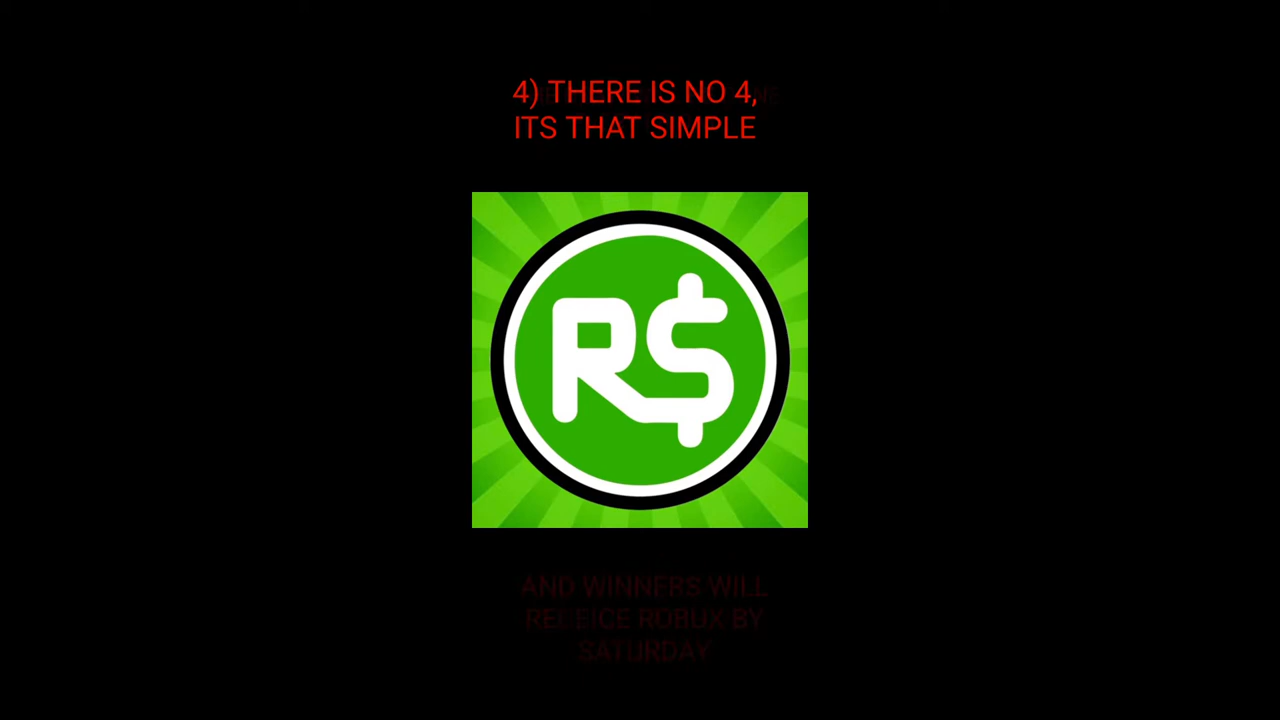 4) THERE IS NO 4,
ITS THAT SIMPLE
R$
AND WINNERS WILL
RECEICE ROBUX BY
SATURDAY